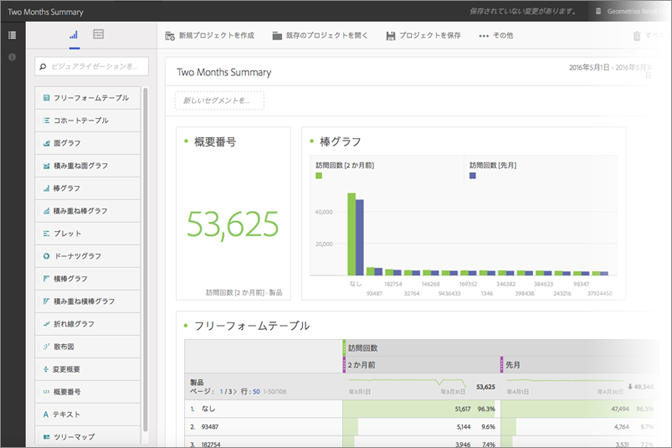 Two Months Summary
保存されていない変更があります。
Geometrixx
新規プロジェクトを作成
既存のプロジェクトを開く
プロジェクトを保存
••• その他
ビジュアライゼーションを...
フリーフォームテーブル
コホートテーブル
面グラフ
積み重ね面グラフ
棒グラフ
積み重ね棒グラフ
ブレット
ドーナツグラフ
横棒グラフ
積み重ね横棒グラフ
折れ線グラフ
散布図
変更概要
概要番号
テキスト
ツリーマップ
Two Months Summary
2016年5月1日 - 2016年5月
新しいセグメントを...
概要番号
53,625
訪問回数 [2 か月前] - 製品
棒グラフ
訪問回数 [2 か月前]
訪問回数 [先月]
40,000
20,000
なし 182754 146268 169352 346382 384623 98347
93487 32764 9436433 1346 398438 243216 37924450
フリーフォームテーブル
訪問回数
2 か月前
先月
製品
ページ： 1 / 3 > 行：50 1-50/106
年3月1日 年3月31日 53,625
年4月1日 年4月30日 49,546
1. なし 51,617 96.3% 47,494 96.
2. 93487 5,144 9.6% 4,764 9.
3. 182754 3,946 7.4% 3,531